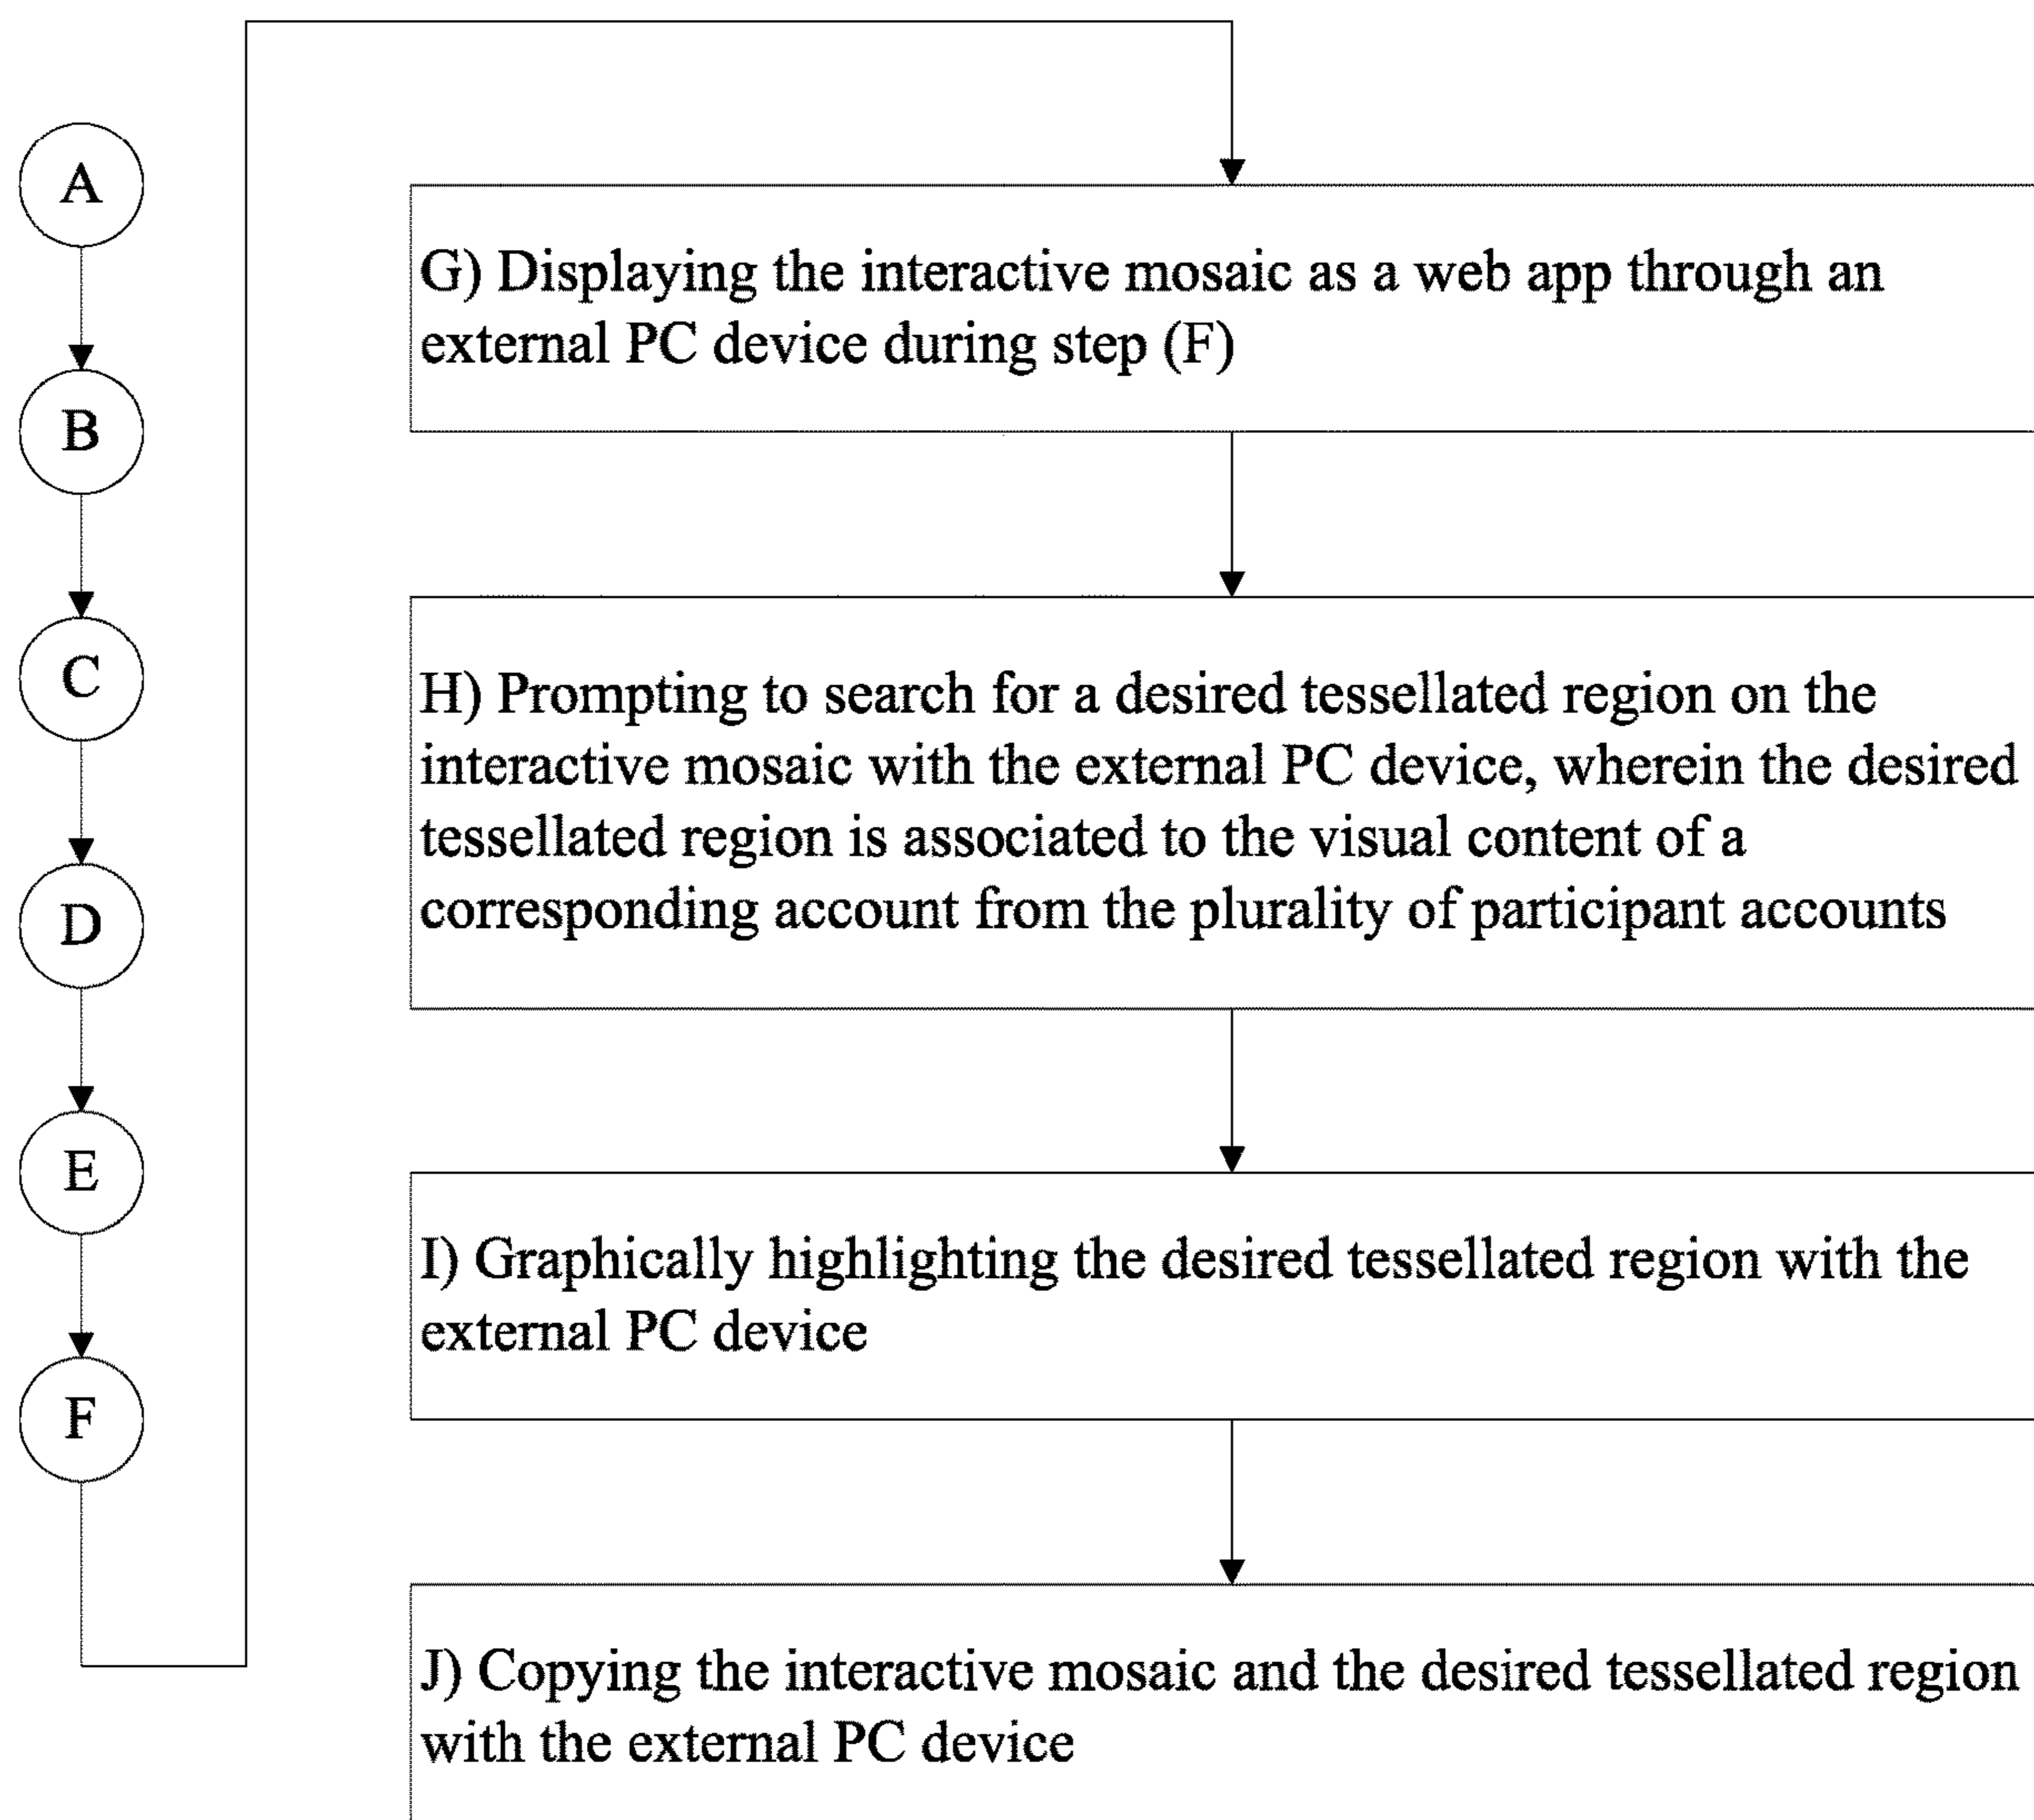 A
B
C
D
E
F
G) Displaying the interactive mosaic as a web app through an
external PC device during step (F)
H) Prompting to search for a desired tessellated region on the
interactive mosaic with the external PC device, wherein the desired
tessellated region is associated to the visual content of a
corresponding account from the plurality of participant accounts
I) Graphically highlighting the desired tessellated region with the
external PC device
J) Copying the interactive mosaic and the desired tessellated region
with the external PC device